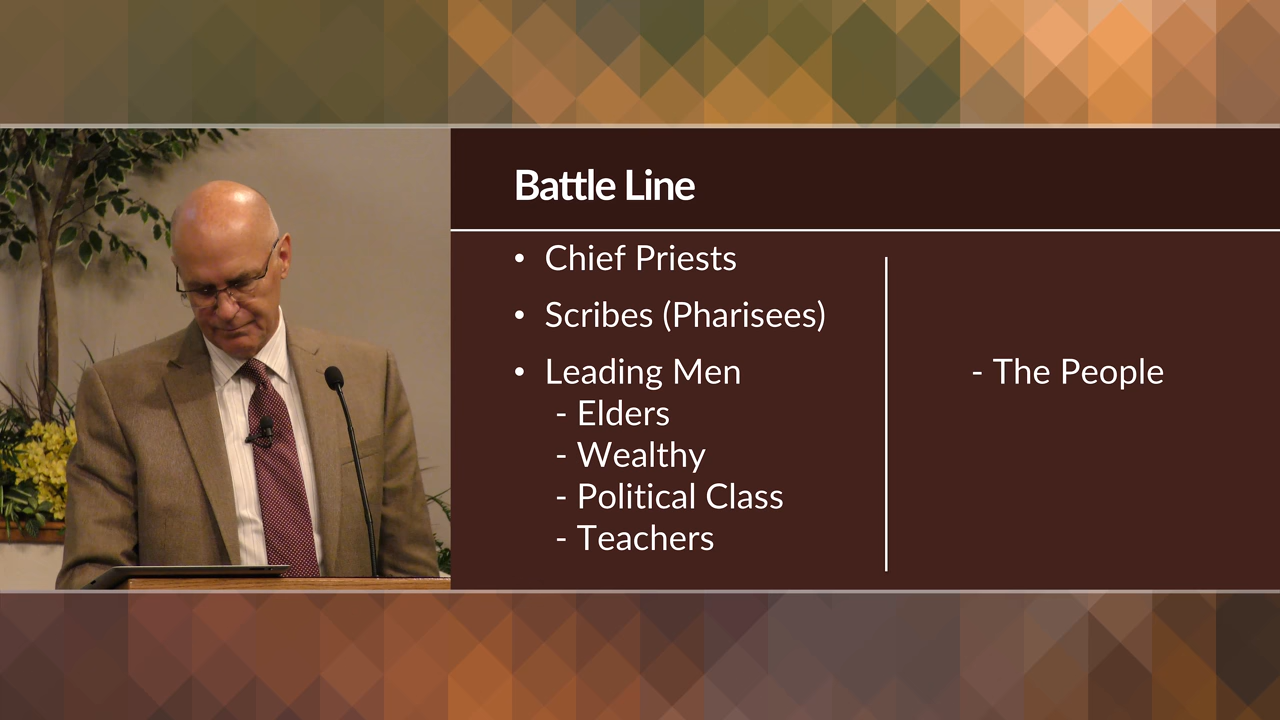 Battle Line
• Chief Priests
• Scribes (Pharisees)
• Leading Men
- Elders
- Wealthy
- Political Class
- Teachers
- The People